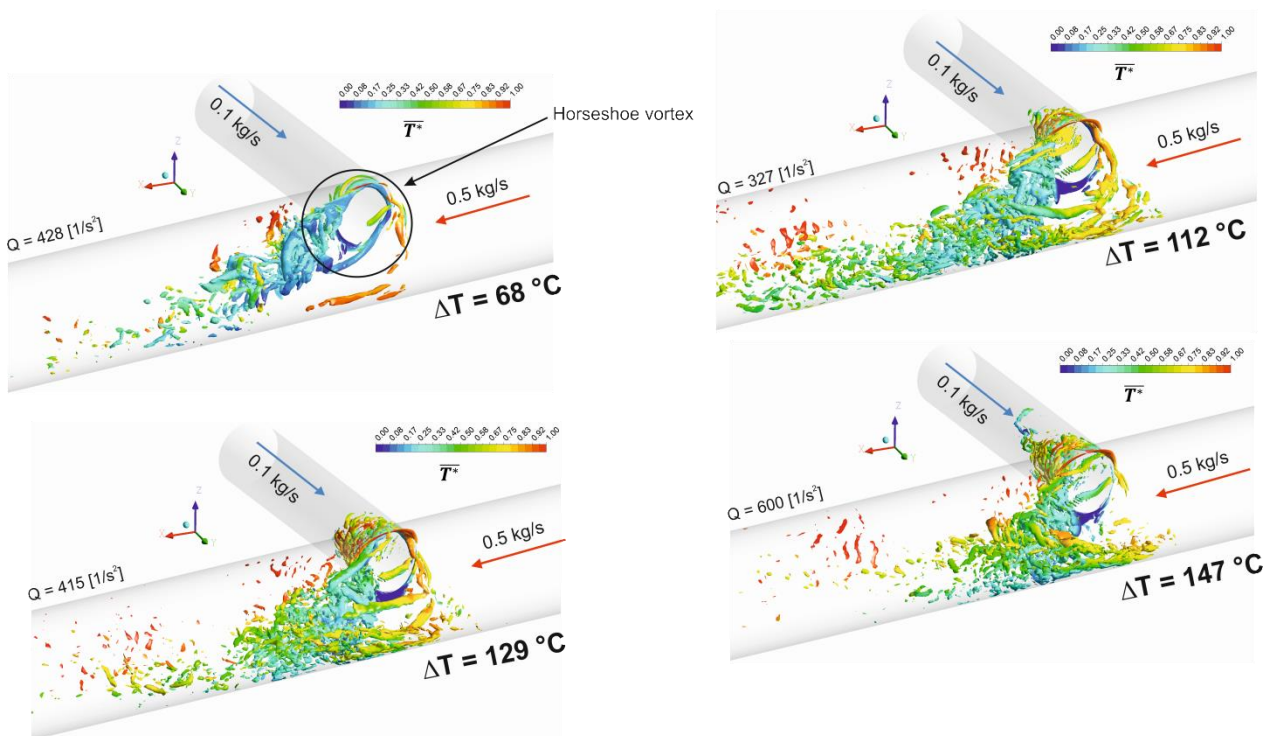 0.00 0.08 0.17 0.25 0.33 0.42 0.50 0.58 0.67 0.75 0.83 0.92 1.00
T*
0.1 kg/s
Horseshoe vortex
Z
X
Y
0.5 kg/s
Q = 428 [1/s²]
ΔT = 68 °C
0.00 0.08 0.17 0.25 0.33 0.42 0.50 0.58 0.67 0.75 0.83 0.92 1.00
T*
0.1 kg/s
Z
X
Y
0.5 kg/s
Q = 327 [1/s²]
ΔT = 112 °C
0.00 0.08 0.17 0.25 0.33 0.42 0.50 0.58 0.67 0.75 0.83 0.92 1.00
T*
0.1 kg/s
Z
X
Y
0.5 kg/s
Q = 415 [1/s²]
ΔT = 129 °C
0.00 0.08 0.17 0.25 0.33 0.42 0.50 0.58 0.67 0.75 0.83 0.92 1.00
T*
0.1 kg/s
Z
X
Y
0.5 kg/s
Q = 600 [1/s²]
ΔT = 147 °C